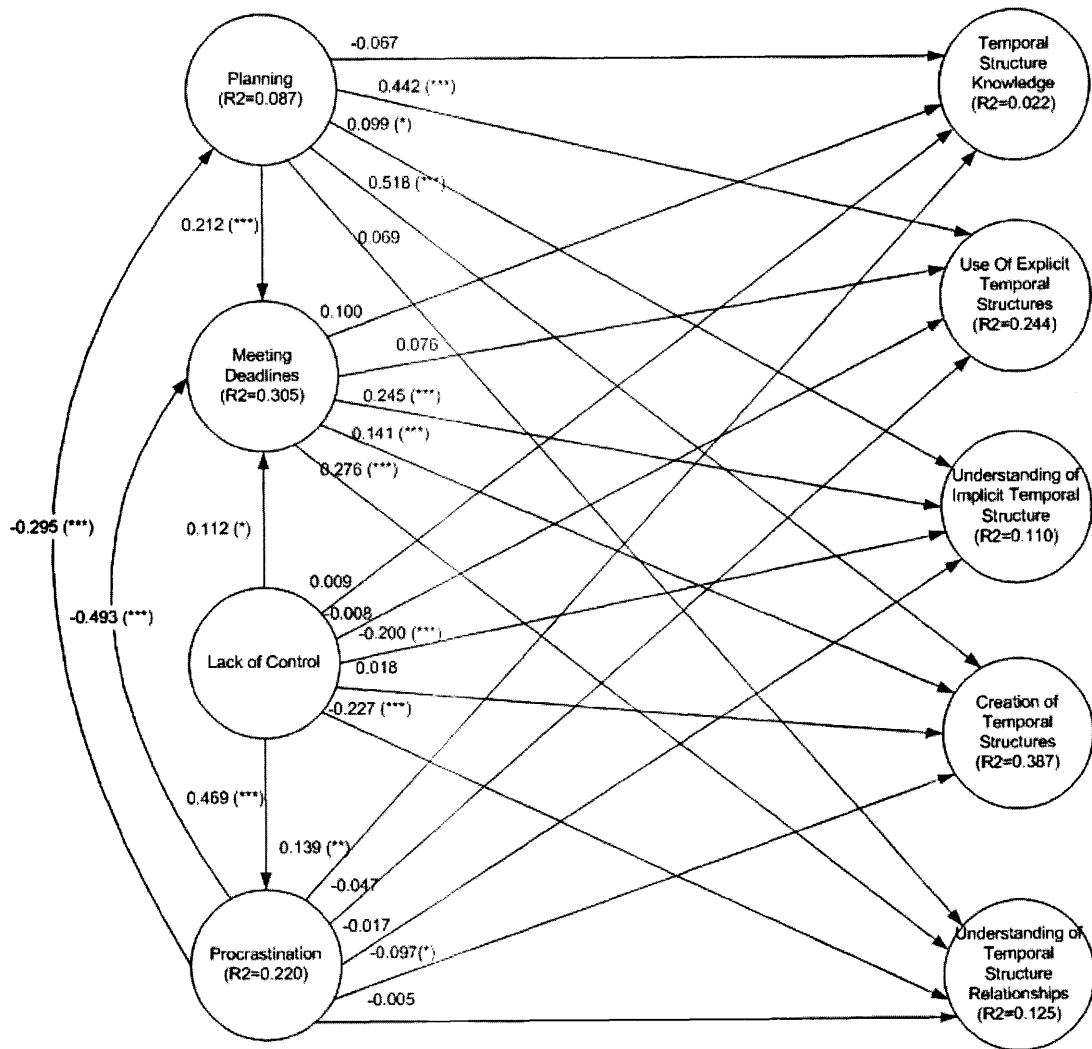 -0.067
Planning
(R2=0.087)
Temporal
Structure
Knowledge
(R2=0.022)
0.442 (***)
0.099 (*)
0.518 (***)
0.212 (***)
0.069
Use Of Explicit
Temporal
Structures
(R2=0.244)
0.100
0.076
Meeting
Deadlines
(R2=0.305)
0.245 (***)
0.141 (***)
0.276 (***)
Understanding of
Implicit Temporal
Structure
(R2=0.110)
-0.295 (***)
0.112 (*)
0.009
-0.008
-0.493 (***)
-0.200 (***)
Lack of Control
0.018
-0.227 (***)
Creation of
Temporal
Structures
(R2=0.387)
0.469 (***)
0.139 (**)
-0.047
-0.017
Procrastination
(R2=0.220)
-0.097(*)
-0.005
Understanding of
Temporal
Structure
Relationships
(R2=0.125)